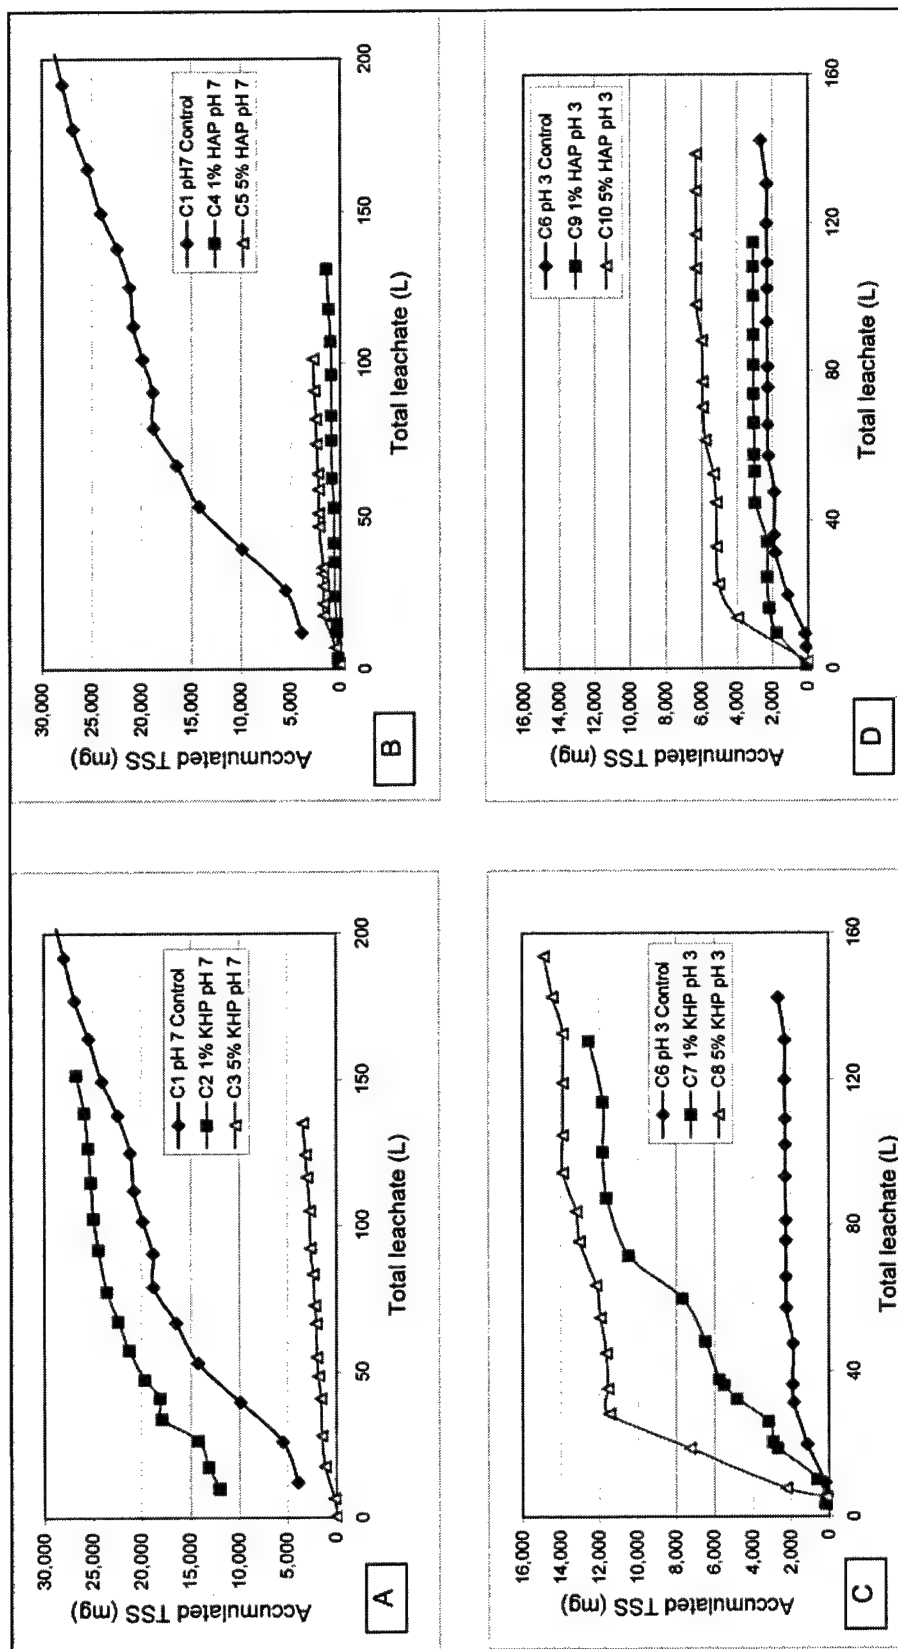 A
Accumulated TSS (mg)
30,000
25,000
20,000
15,000
10,000
5,000
0
0
50
100
150
200
Total leachate (L)
C1 pH 7 Control
C2 1% KHP pH 7
C3 5% KHP pH 7
B
Accumulated TSS (mg)
30,000
25,000
20,000
15,000
10,000
5,000
0
0
50
100
150
200
Total leachate (L)
C1 pH7 Control
C4 1% HAP pH 7
C5 5% HAP pH 7
C
Accumulated TSS (mg)
16,000
14,000
12,000
10,000
8,000
6,000
4,000
2,000
0
0
40
80
120
160
Total leachate (L)
C6 pH 3 Control
C7 1% KHP pH 3
C8 5% KHP pH 3
D
Accumulated TSS (mg)
16,000
14,000
12,000
10,000
8,000
6,000
4,000
2,000
0
0
40
80
120
160
Total leachate (L)
C6 pH 3 Control
C9 1% HAP pH 3
C10 5% HAP pH 3